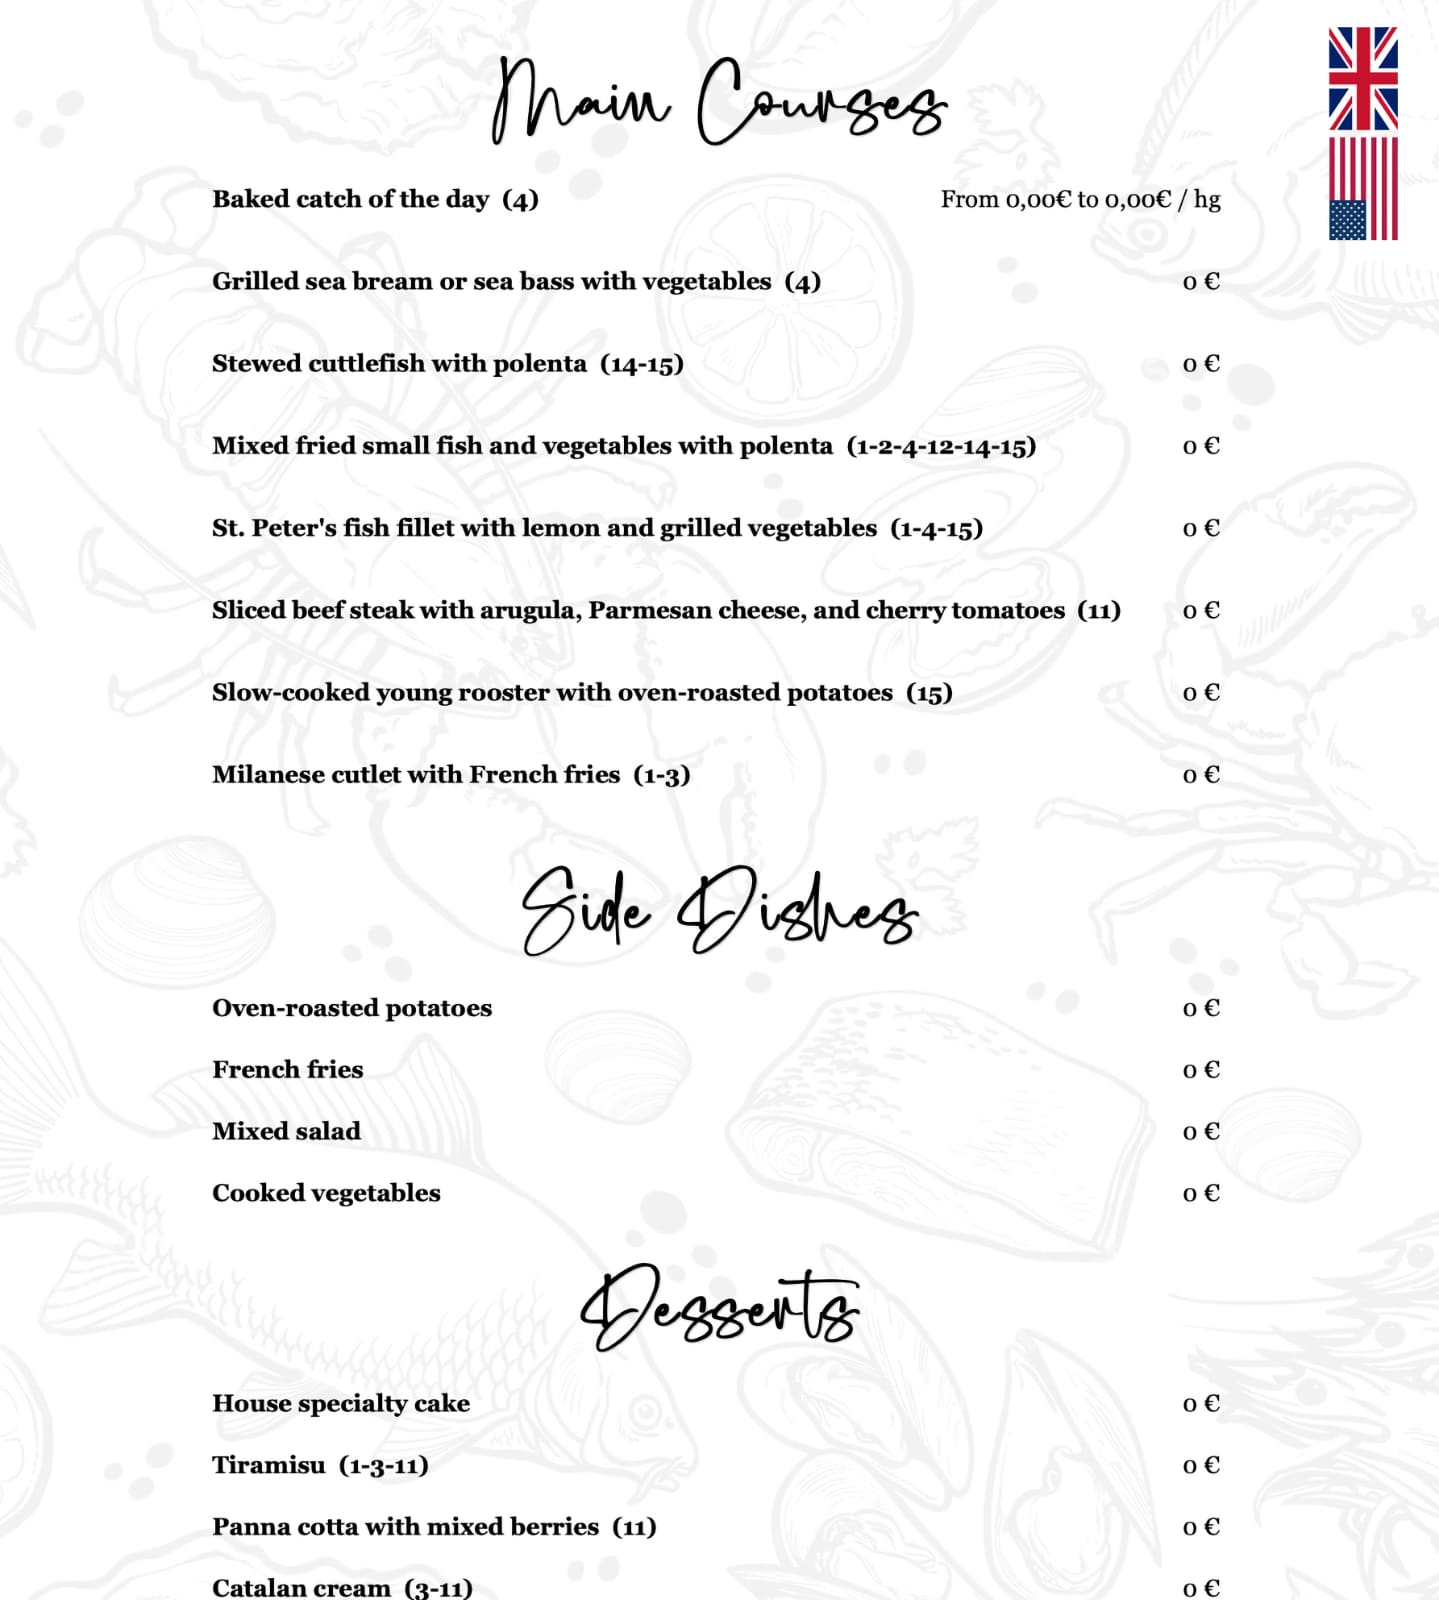 Main Courses
Baked catch of the day (4) From 0,00€ to 0,00€ / hg
Grilled sea bream or sea bass with vegetables (4) 0 €
Stewed cuttlefish with polenta (14-15) 0 €
Mixed fried small fish and vegetables with polenta (1-2-4-12-14-15) 0 €
St. Peter's fish fillet with lemon and grilled vegetables (1-4-15) 0 €
Sliced beef steak with arugula, Parmesan cheese, and cherry tomatoes (11) 0 €
Slow-cooked young rooster with oven-roasted potatoes (15) 0 €
Milanese cutlet with French fries (1-3) 0 €
Side Dishes
Oven-roasted potatoes 0 €
French fries 0 €
Mixed salad 0 €
Cooked vegetables 0 €
Desserts
House specialty cake 0 €
Tiramisu (1-3-11) 0 €
Panna cotta with mixed berries (11) 0 €
Catalan cream (3-11) 0 €